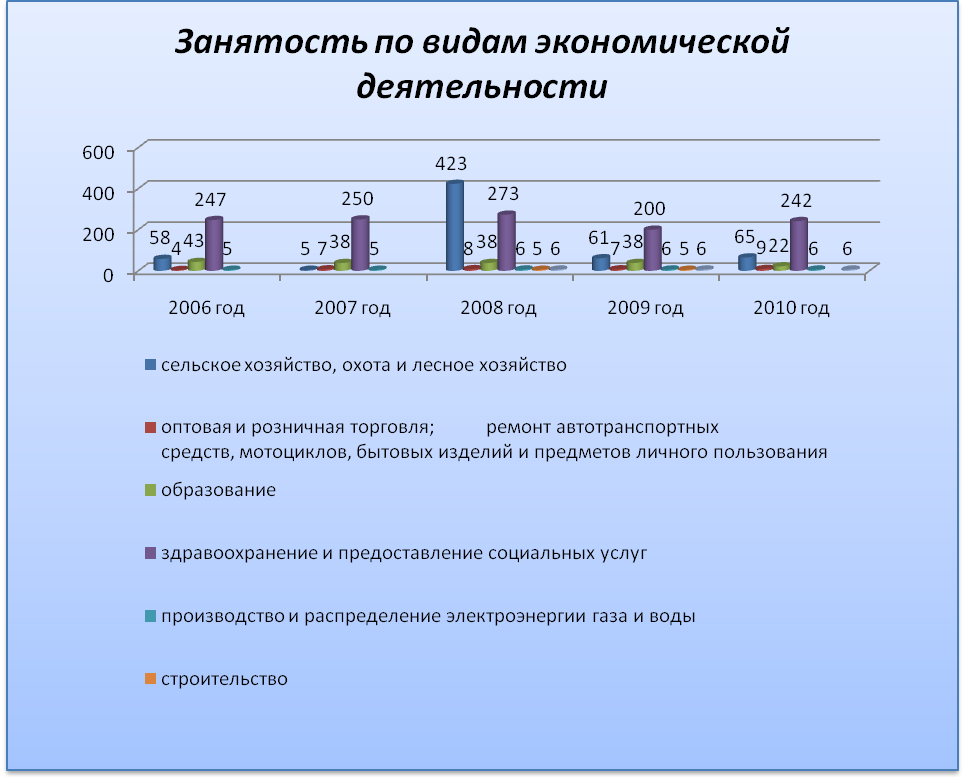 Занятость по видам экономической
деятельности
600
400
200
0
58
4
43
247
5
5
7
38
250
5
423
8
38
273
6
5
6
61
7
38
200
6
5
6
65
9
22
242
6
6
2006 год
2007 год
2008 год
2009 год
2010 год
сельское хозяйство, охота и лесное хозяйство
оптовая и розничная торговля; ремонт автотранспортных
средств, мотоциклов, бытовых изделий и предметов личного пользования
образование
здравоохранение и предоставление социальных услуг
производство и распределение электроэнергии газа и воды
строительство